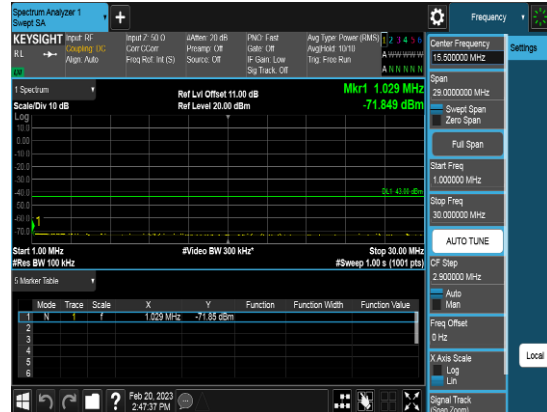 Spectrum Analyzer 1
Swept SA
+
Frequency
KEYSIGHT
RL
Input: RF
Coupling: DC
Align: Auto
Input Z: 50 Ω
Corr CCorr
Freq Ref: Int (S)
#Atten: 20 dB
Preamp: Off
Source: Off
PNO: Fast
Gate: Off
IF Gain: Low
Sig Track: Off
Avg Type: Power (RMS)
Avg|Hold: 10/10
Trig: Free Run
1 2 3 4 5 6
A W W W W W
A N N N N N
LW
1 Spectrum
Scale/Div 10 dB
Ref Lvl Offset 11.00 dB
Ref Level 20.00 dBm
Mkr1 1.029 MHz
-71.849 dBm
Log
10.0
0.00
-10.0
-20.0
-30.0
-40.0
-50.0
-60.0
-70.0
DL1 -43.00 dBm
1
Start 1.00 MHz
#Res BW 100 kHz
#Video BW 300 kHz*
Stop 30.00 MHz
#Sweep 1.00 s (1001 pts)
5 Marker Table
Mode Trace Scale X Y Function Function Width Function Value
1 N 1 f 1.029 MHz -71.85 dBm
2
3
4
5
6
Feb 20, 2023
2:47:37 PM
Center Frequency
15.500000 MHz
Span
29.0000000 MHz
Swept Span
Zero Span
Full Span
Start Freq
1.000000 MHz
Stop Freq
30.000000 MHz
AUTO TUNE
CF Step
2.900000 MHz
Auto
Man
Freq Offset
0 Hz
X Axis Scale
Log
Lin
Signal Track
(Span Zoom)
Settings
Local